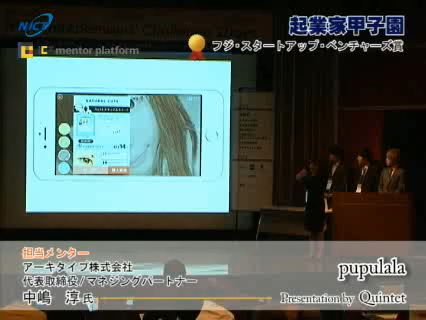 NICT
起業家甲子園
C-mentor platform
フジ・スタートアップ・ベンチャーズ賞
NATURAL CUTE
担当メンター
アーキタイプ株式会社
代表取締役/マネジングパートナー
中嶋 淳氏
pupulala
Presentation by Quintet